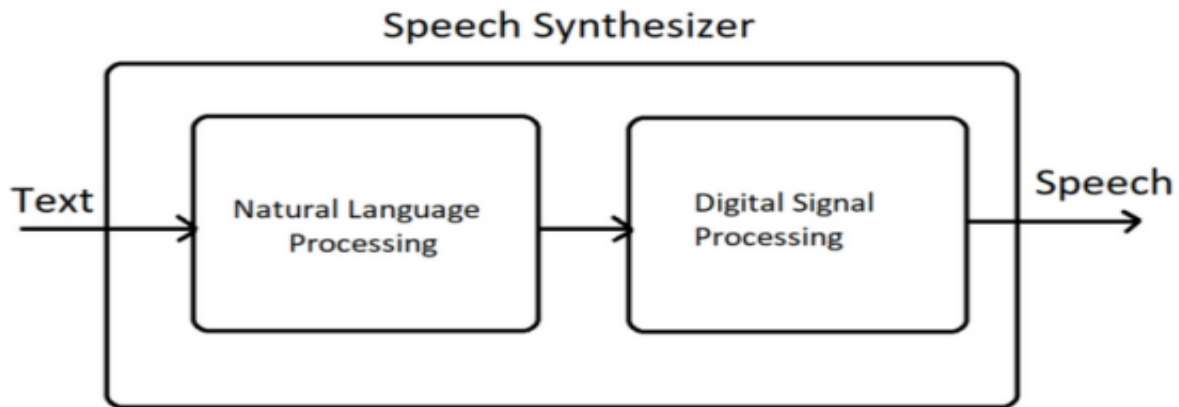 Speech Synthesizer
Text
Natural Language
Processing
Digital Signal
Processing
Speech